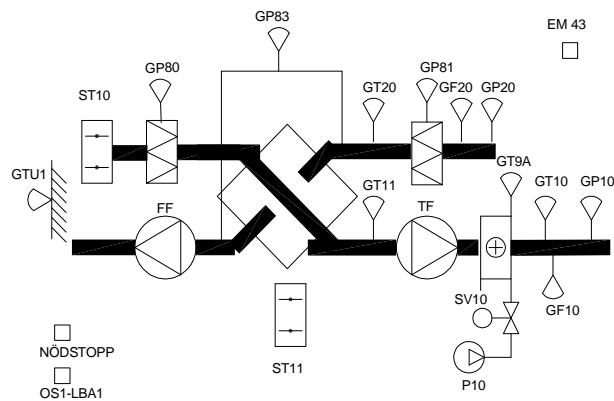 GP83
EM 43
GP80
GT20
GP81
GF20
GP20
ST10
GTU1
GT9A
FF
GT11
TF
GT10
GP10
SV10
GF10
NÖDSTOPP
ST11
P10
OS1-LBA1